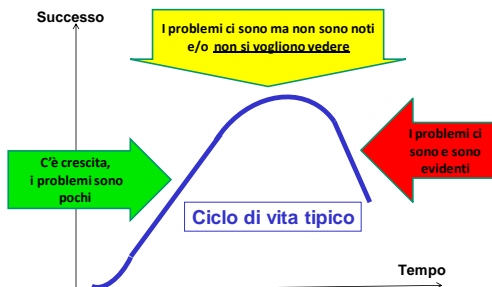 Successo
I problemi ci sono ma non sono noti
e/o non si vogliono vedere
C'è crescita,
i problemi sono
pochi
I problemi ci
sono e sono
evidenti
Ciclo di vita tipico
Tempo